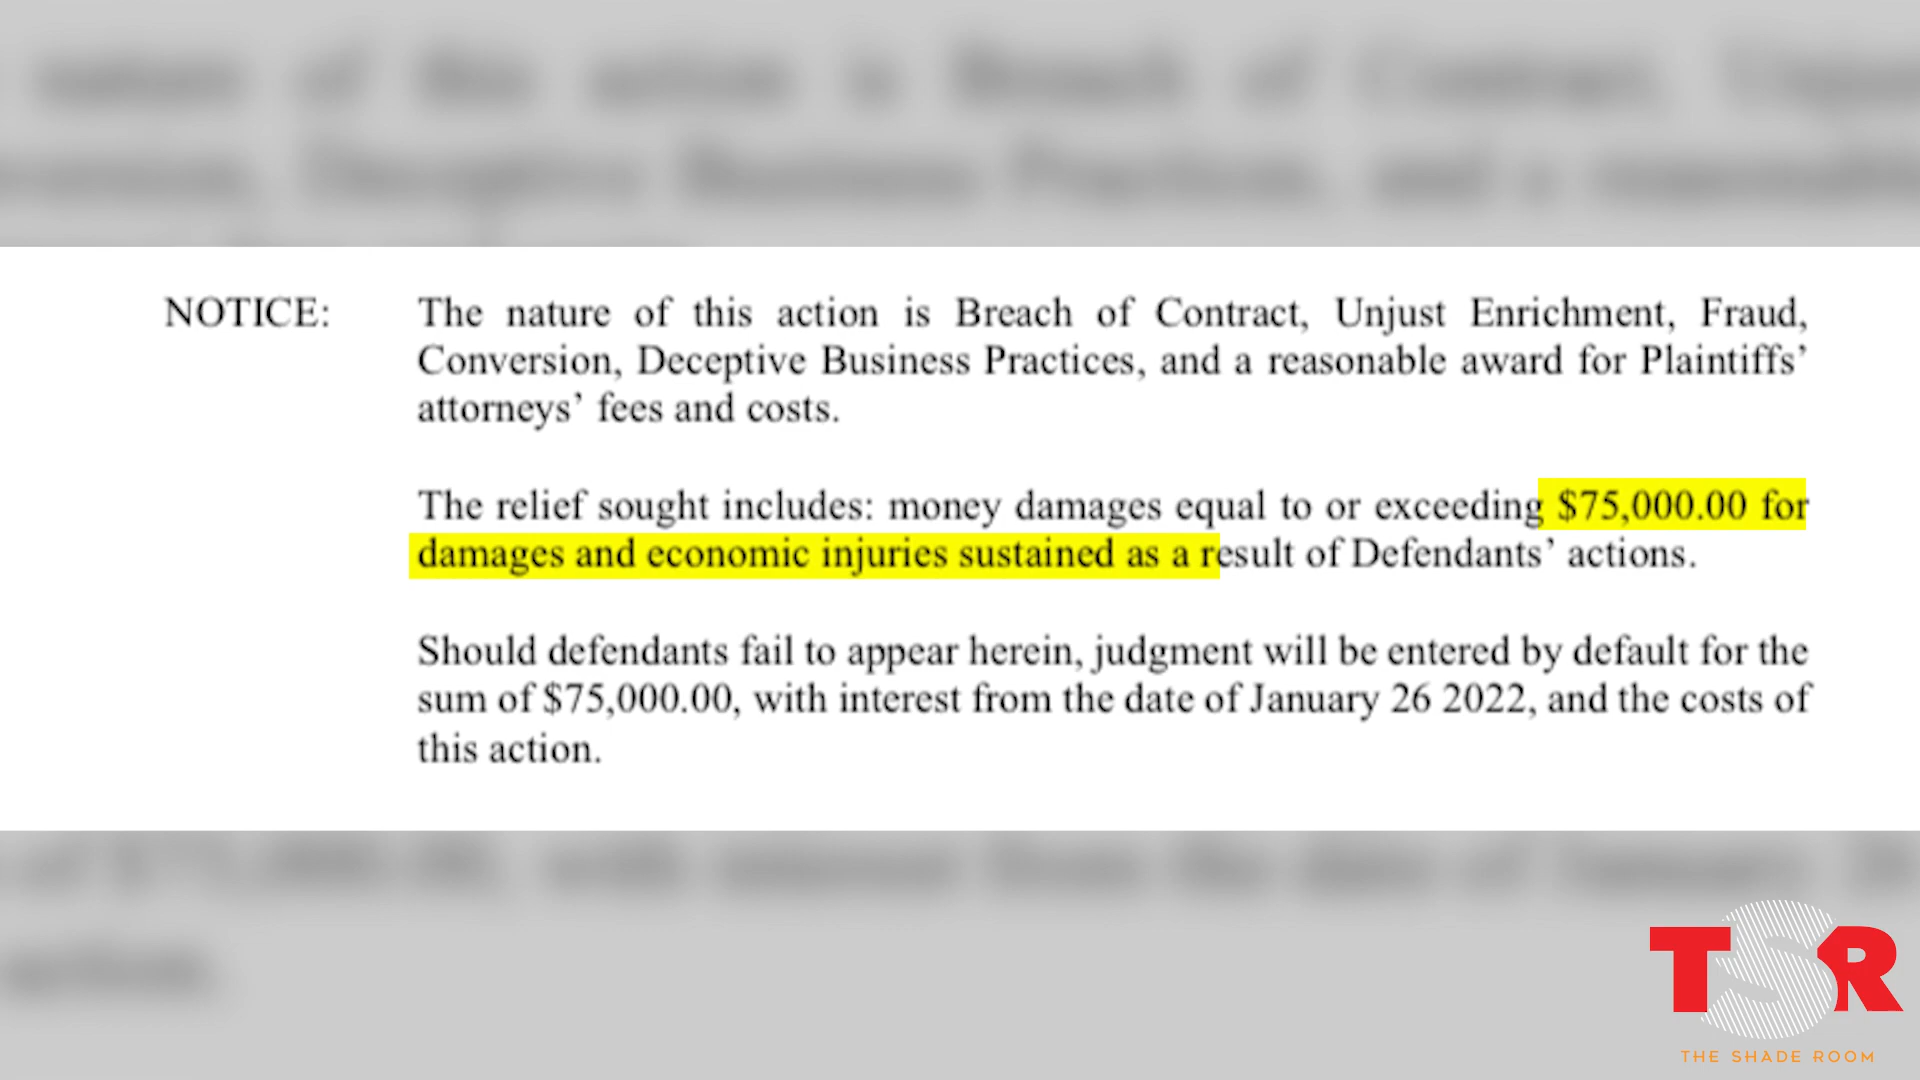 NOTICE:
The nature of this action is Breach of Contract, Unjust Enrichment, Fraud,
Conversion, Deceptive Business Practices, and a reasonable award for Plaintiffs’
attorneys’ fees and costs.
The relief sought includes: money damages equal to or exceeding $75,000.00 for
damages and economic injuries sustained as a result of Defendants’ actions.
Should defendants fail to appear herein, judgment will be entered by default for the
sum of $75,000.00, with interest from the date of January 26 2022, and the costs of
this action.
TSR
THE SHADE ROOM